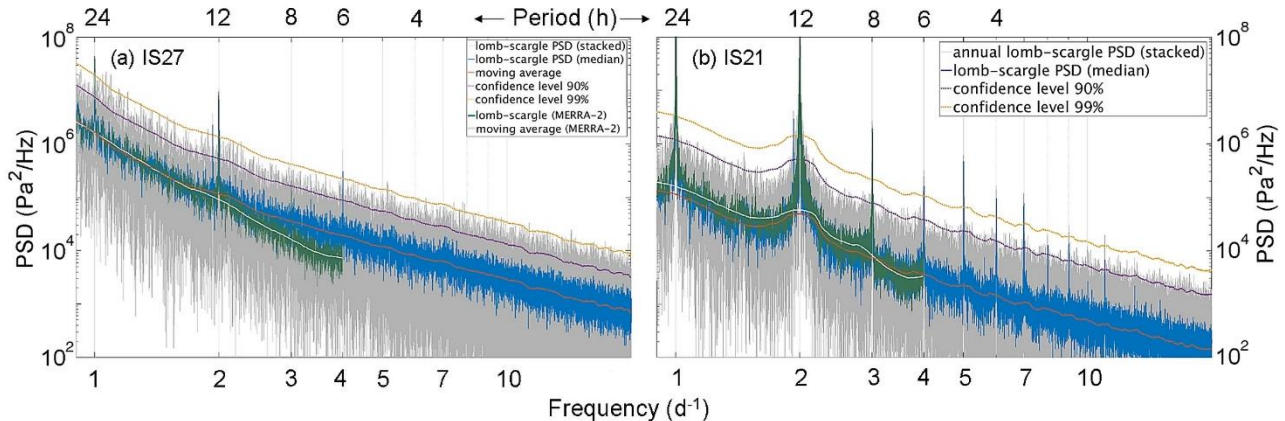 24 12 8 6 ← Period (h) → 24 12 8 6 4
10⁸ (a) IS27
lomb-scargle PSD (stacked)
lomb-scargle PSD (median)
moving average
confidence level 90%
confidence level 99%
lomb-scargle (MERRA-2)
moving average (MERRA-2)
(b) IS21
annual lomb-scargle PSD (stacked)
lomb-scargle PSD (median)
confidence level 90%
confidence level 99%
10⁸
10⁶ 10⁶
PSD (Pa²/Hz)
PSD (Pa²/Hz)
10⁴ 10⁴
10² 10²
1 2 3 4 5 7 10 1 2 3 4 5 7 10
Frequency (d⁻¹)